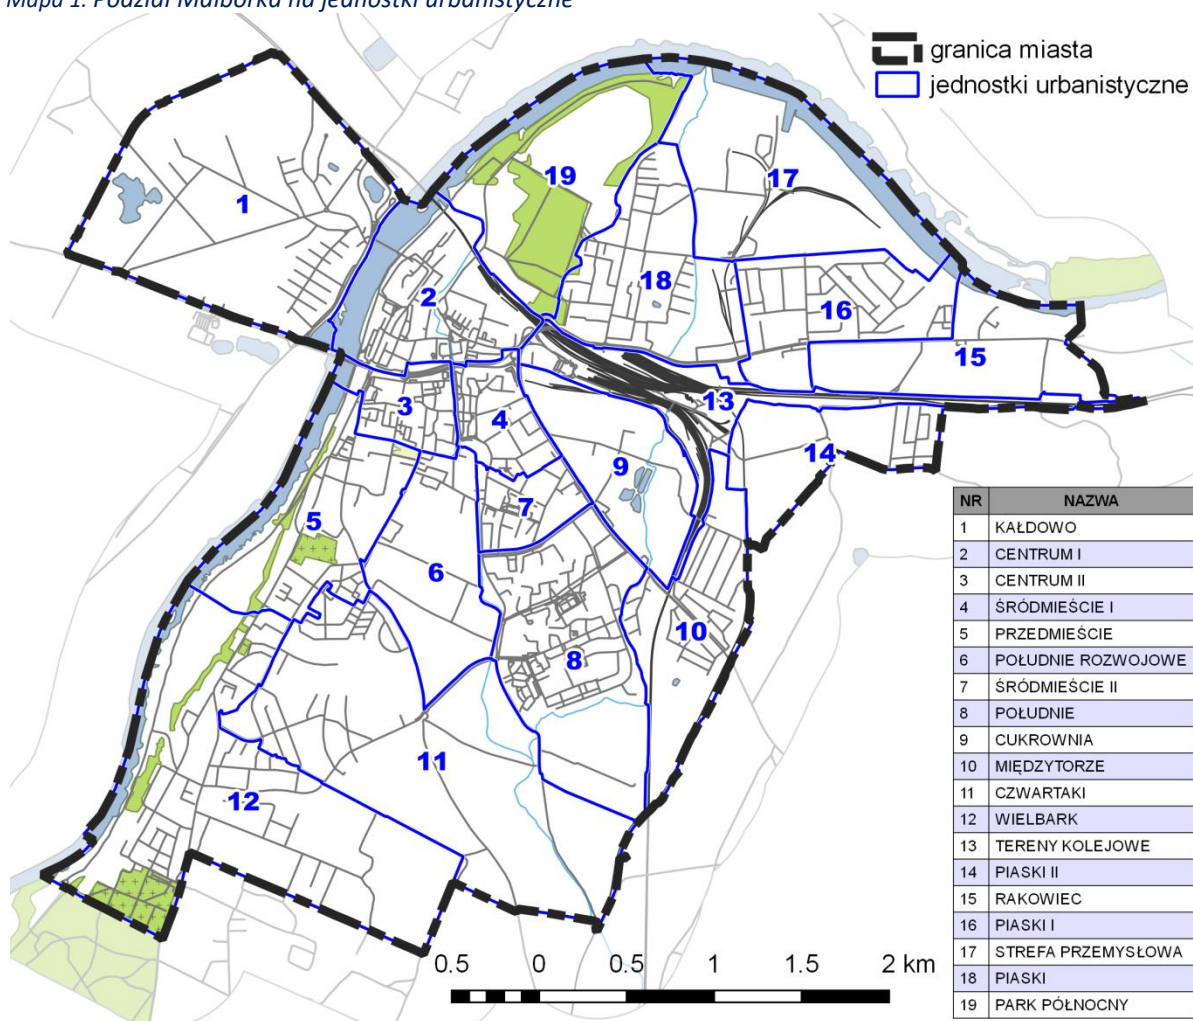 Mapa 1. Podział Malborka na jednostki urbanistyczne
granica miasta
jednostki urbanistyczne
1
2
3
4
5
6
7
8
9
10
11
12
13
14
15
16
17
18
19
NR NAZWA
1 KAŁDOWO
2 CENTRUM I
3 CENTRUM II
4 ŚRÓDMIEŚCIE I
5 PRZEDMIEŚCIE
6 POŁUDNIE ROZWOJOWE
7 ŚRÓDMIEŚCIE II
8 POŁUDNIE
9 CUKROWNIA
10 MIĘDZYTORZE
11 CZWARTAKI
12 WIELBARK
13 TERENY KOLEJOWE
14 PIASKI II
15 RAKOWIEC
16 PIASKI I
17 STREFA PRZEMYSŁOWA
18 PIASKI
19 PARK PÓŁNOCNY
0.5 0 0.5 1 1.5 2 km